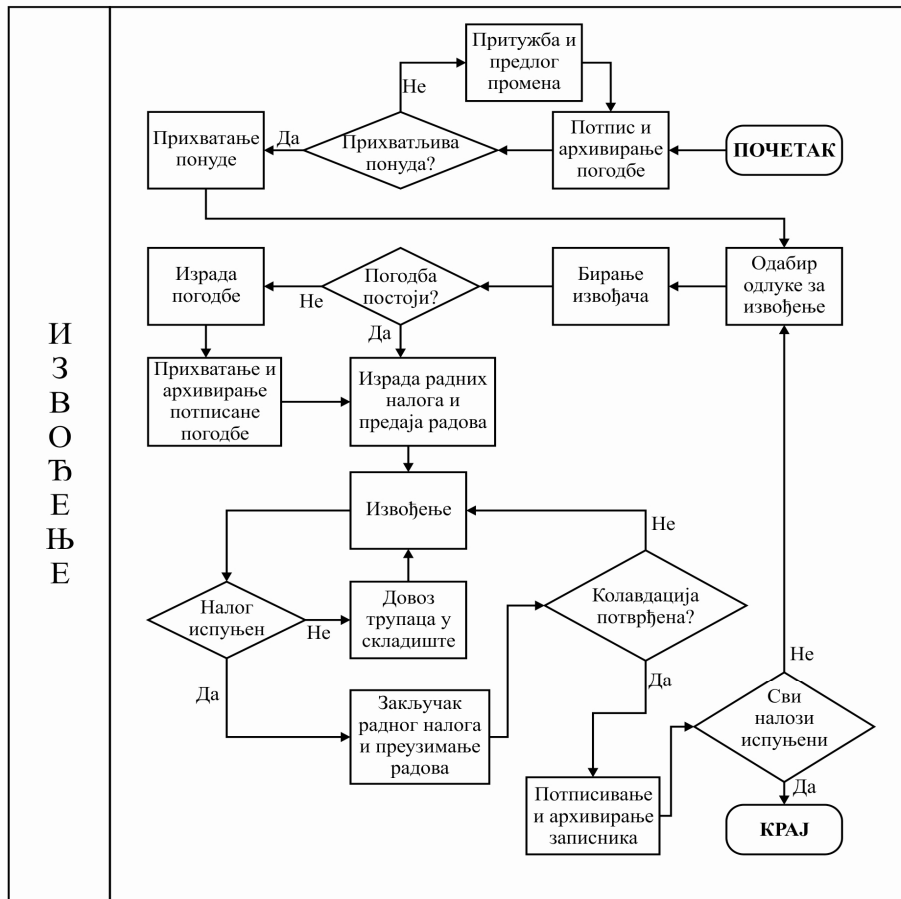 ИЗВОЂЕЊЕ
Притужба и
предлог
промена
Не
Прихватање
понуде
Да
Прихватљива
понуда?
Потпис и
архивирање
погодбе
ПОЧЕТАК
Израда
погодбе
Не
Погодба
постоји?
Да
Бирање
извођача
Одабир
одлуке за
извођење
Прихватање и
архивирање
потписане
погодбе
Израда радних
налога и
предаја радова
Извођење
Не
Налог
испуњен
Не
Довоз
трупаца у
складиште
Колавдација
потврђена?
Да
Да
Закључак
радног налога
и преузимање
радова
Не
Сви
налози
испуњени
Да
Потписивање
и архивирање
записника
КРАЈ